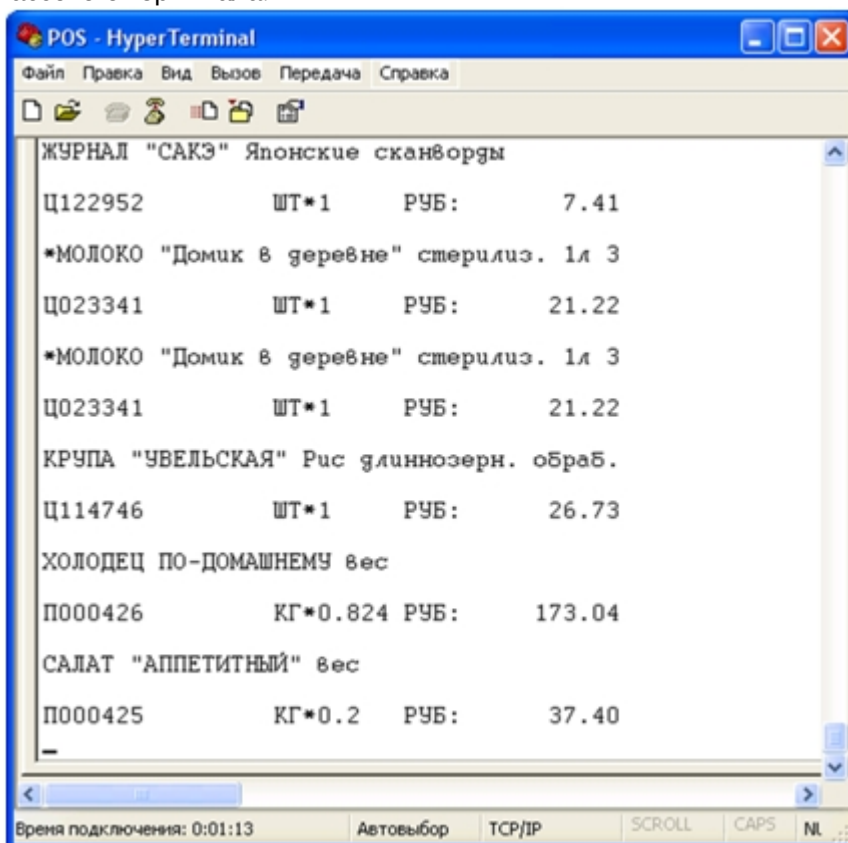 POS - HyperTerminal
Файл Правка Вид Вызов Передача Справка
ЖУРНАЛ "САКЭ" Японские сканворды
Ц122952 ШТ*1 РУБ: 7.41
*МОЛОКО "Домик в деревне" стерилиз. 1л 3
Ц023341 ШТ*1 РУБ: 21.22
*МОЛОКО "Домик в деревне" стерилиз. 1л 3
Ц023341 ШТ*1 РУБ: 21.22
КРУПА "УВЕЛЬСКАЯ" Рис длиннозерн. обраб.
Ц114746 ШТ*1 РУБ: 26.73
ХОЛОДЕЦ ПО-ДОМАШНЕМУ вес
П000426 КГ*0.824 РУБ: 173.04
САЛАТ "АППЕТИТНЫЙ" вес
П000425 КГ*0.2 РУБ: 37.40
Время подключения: 0:01:13 Автовыбор TCP/IP SCROLL CAPS NL